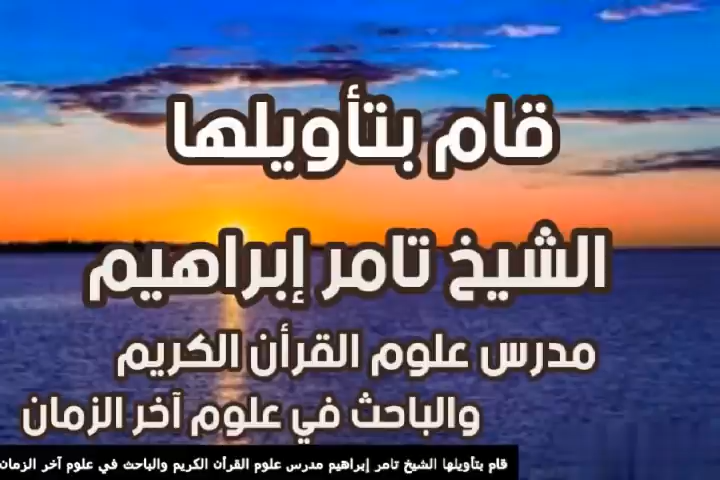 قام بتأويلها
الشيخ تامر إبراهيم
مدرس علوم القرأن الكريم
والباحث في علوم آخر الزمان
قام بتأويلها الشيخ تامر إبراهيم مدرس علوم القرأن الكريم والباحث في علوم آخر الزمان